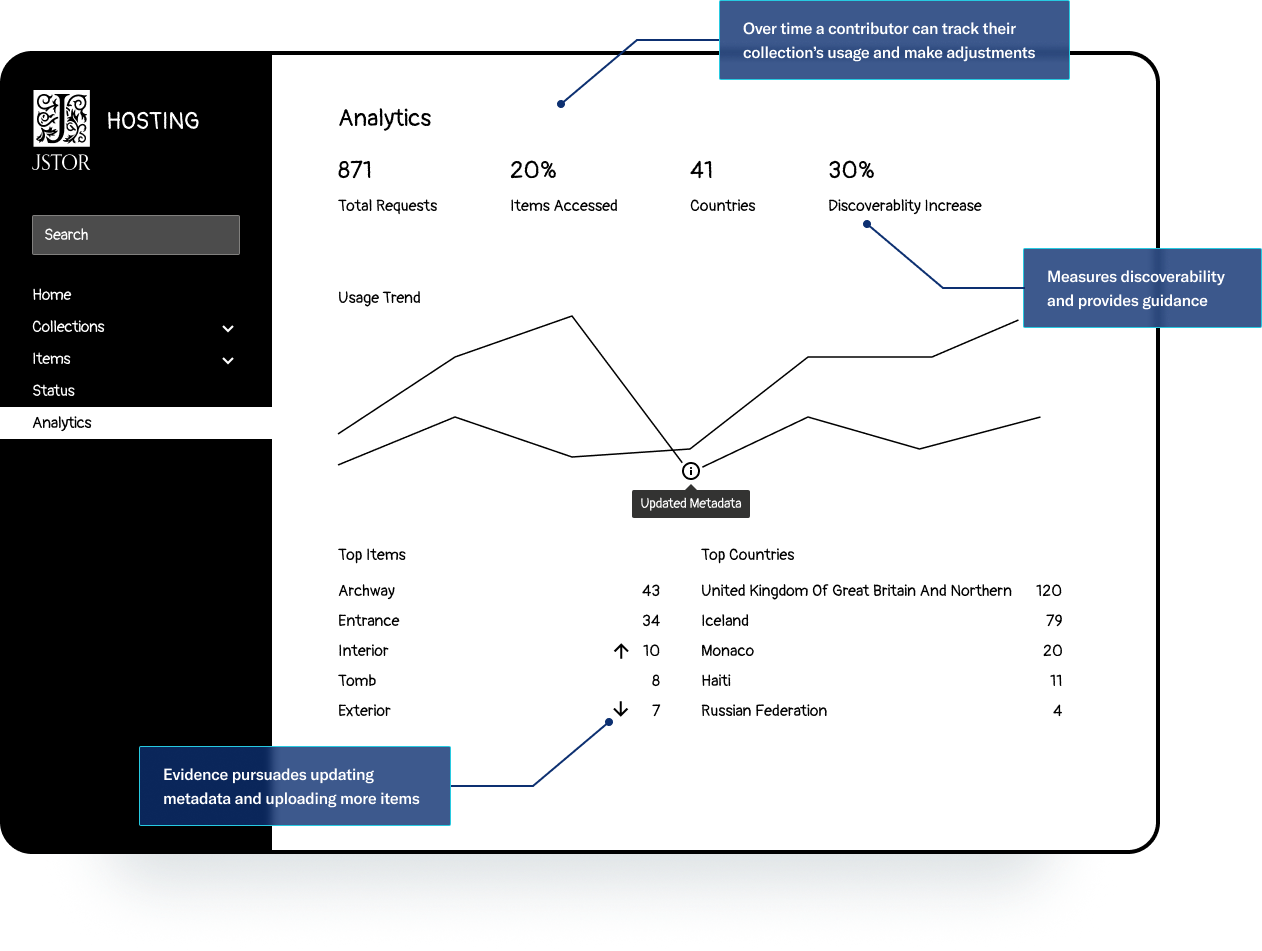 Over time a contributor can track their
collection's usage and make adjustments
J
JSTOR
HOSTING
Search
Home
Collections
Items
Status
Analytics
Analytics
871
Total Requests
20%
Items Accessed
41
Countries
30%
Discoverablity Increase
Measures discoverability
and provides guidance
Usage Trend
i
Updated Metadata
Top Items
Archway 43
Entrance 34
Interior 10
Tomb 8
Exterior 7
Top Countries
United Kingdom Of Great Britain And Northern 120
Iceland 79
Monaco 20
Haiti 11
Russian Federation 4
Evidence pursuades updating
metadata and uploading more items